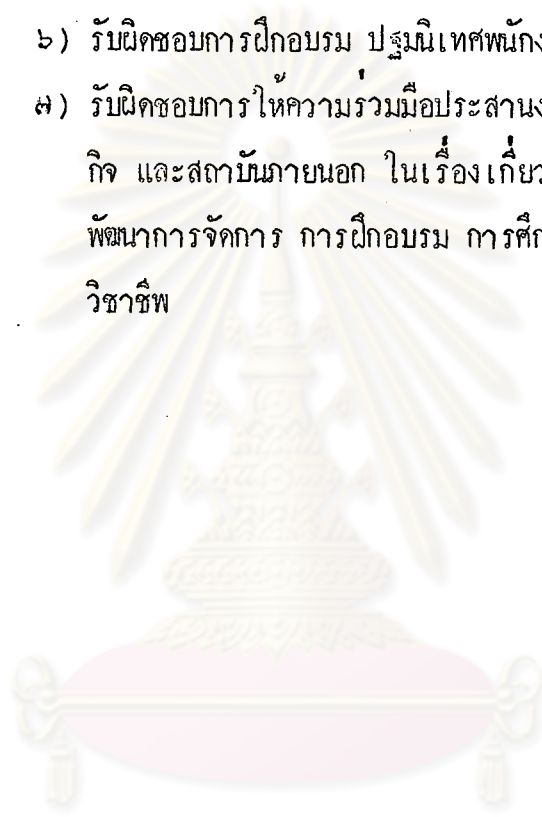 ๖) รับผิดชอบการฝึกอบรม ปฐมนิเทศพนักง
๗) รับผิดชอบการให้ความร่วมมือประสานง
กิจ และสถาบันภายนอก ในเรื่องเกี่ยว
พัฒนาการจัดการ การฝึกอบรม การศึก
วิชาชีพ